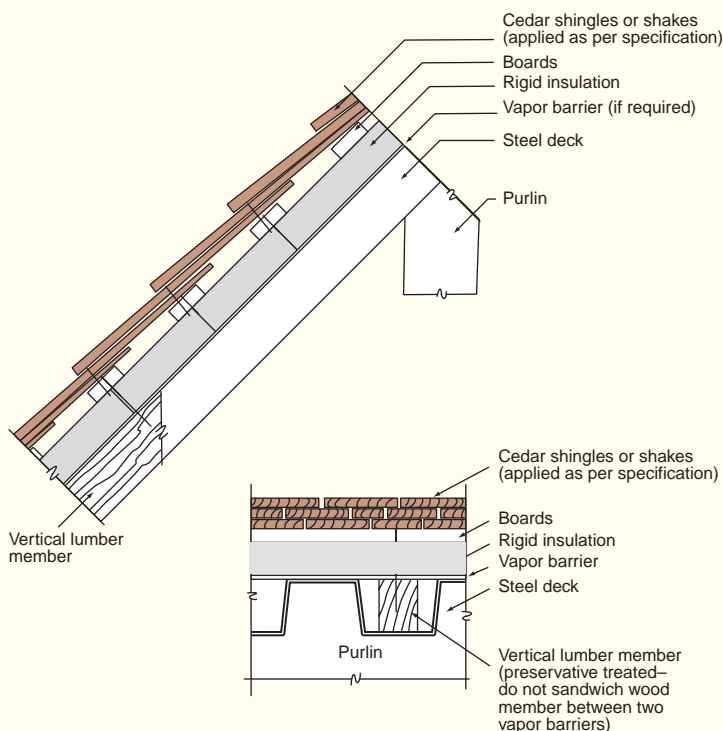 Cedar shingles or shakes
(applied as per specification)
Boards
Rigid insulation
Vapor barrier (if required)
Steel deck
Purlin
Vertical lumber
member
Cedar shingles or shakes
(applied as per specification)
Boards
Rigid insulation
Vapor barrier
Steel deck
Purlin
Vertical lumber member
(preservative treated–
do not sandwich wood
member between two
vapor barriers)